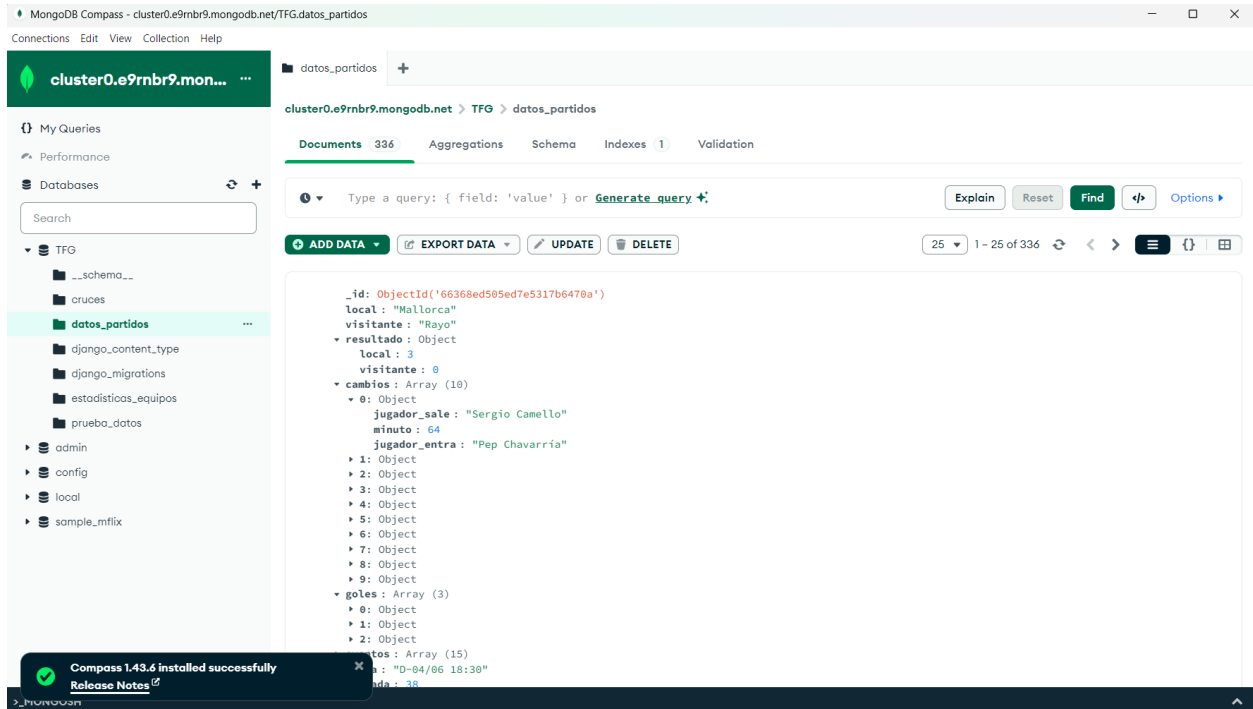 MongoDB Compass - cluster0.e9rnbr9.mongodb.net/TFG.datos_partidos
Connections Edit View Collection Help
cluster0.e9rnbr9.mon... ...
{} My Queries
Performance
Databases
Search
TFG
__schema__
cruces
datos_partidos ...
django_content_type
django_migrations
estadisticas_equipos
prueba_datos
admin
config
local
sample_mflix
datos_partidos +
cluster0.e9rnbr9.mongodb.net > TFG > datos_partidos
Documents 336 Aggregations Schema Indexes 1 Validation
Type a query: { field: 'value' } or Generate query
Explain Reset Find </> Options
ADD DATA EXPORT DATA UPDATE DELETE
25 1 – 25 of 336 {}
_id: ObjectId('66368ed505ed7e5317b6470a')
local : "Mallorca"
visitante : "Rayo"
resultado : Object
local : 3
visitante : 0
cambios : Array (10)
0: Object
jugador_sale : "Sergio Camello"
minuto : 64
jugador_entra : "Pep Chavarría"
1: Object
2: Object
3: Object
4: Object
5: Object
6: Object
7: Object
8: Object
9: Object
goles : Array (3)
0: Object
1: Object
2: Object
: Array (15)
: "D-04/06 18:30"
: 38
Compass 1.43.6 installed successfully
Release Notes
>_MONGOSH